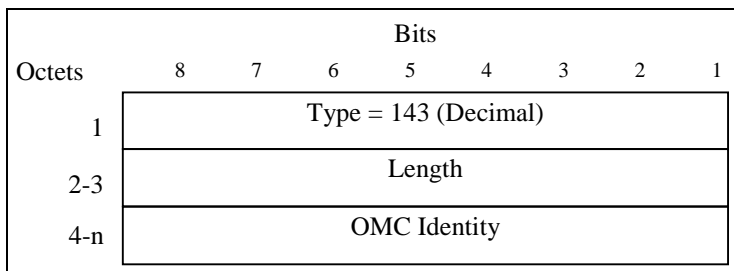 Bits
Octets 8 7 6 5 4 3 2 1
1 Type = 143 (Decimal)
2-3 Length
4-n OMC Identity